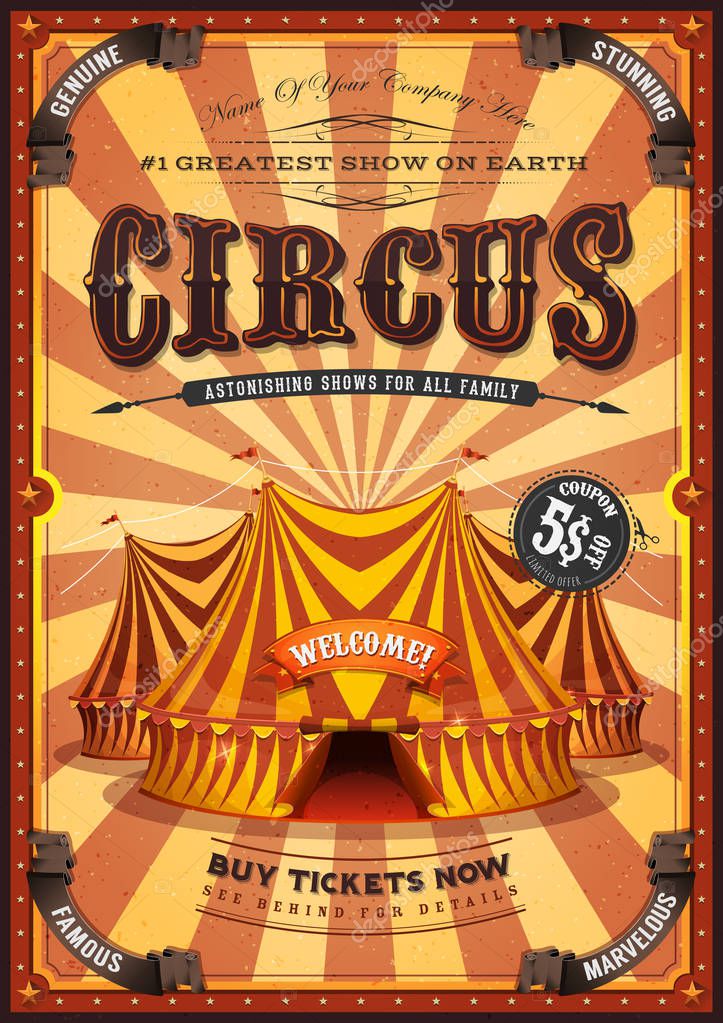 GENUINE
STUNNING
Name Of Your Company Here
#1 GREATEST SHOW ON EARTH
CIRCUS
ASTONISHING SHOWS FOR ALL FAMILY
COUPON
5$
OFF
LIMITED OFFER
WELCOME!
BUY TICKETS NOW
SEE BEHIND FOR DETAILS
FAMOUS
MARVELOUS
depositphotos